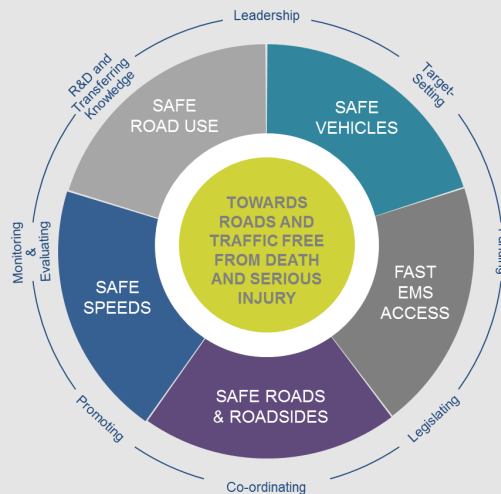 Leadership
R&D and
Transferring
Knowledge
Target-
Setting
SAFE
ROAD USE
SAFE
VEHICLES
TOWARDS
ROADS AND
TRAFFIC FREE
FROM DEATH
AND SERIOUS
INJURY
Monitoring
&
Evaluating
SAFE
SPEEDS
FAST
EMS
ACCESS
SAFE ROADS
& ROADSIDES
Promoting
Legislating
Co-ordinating